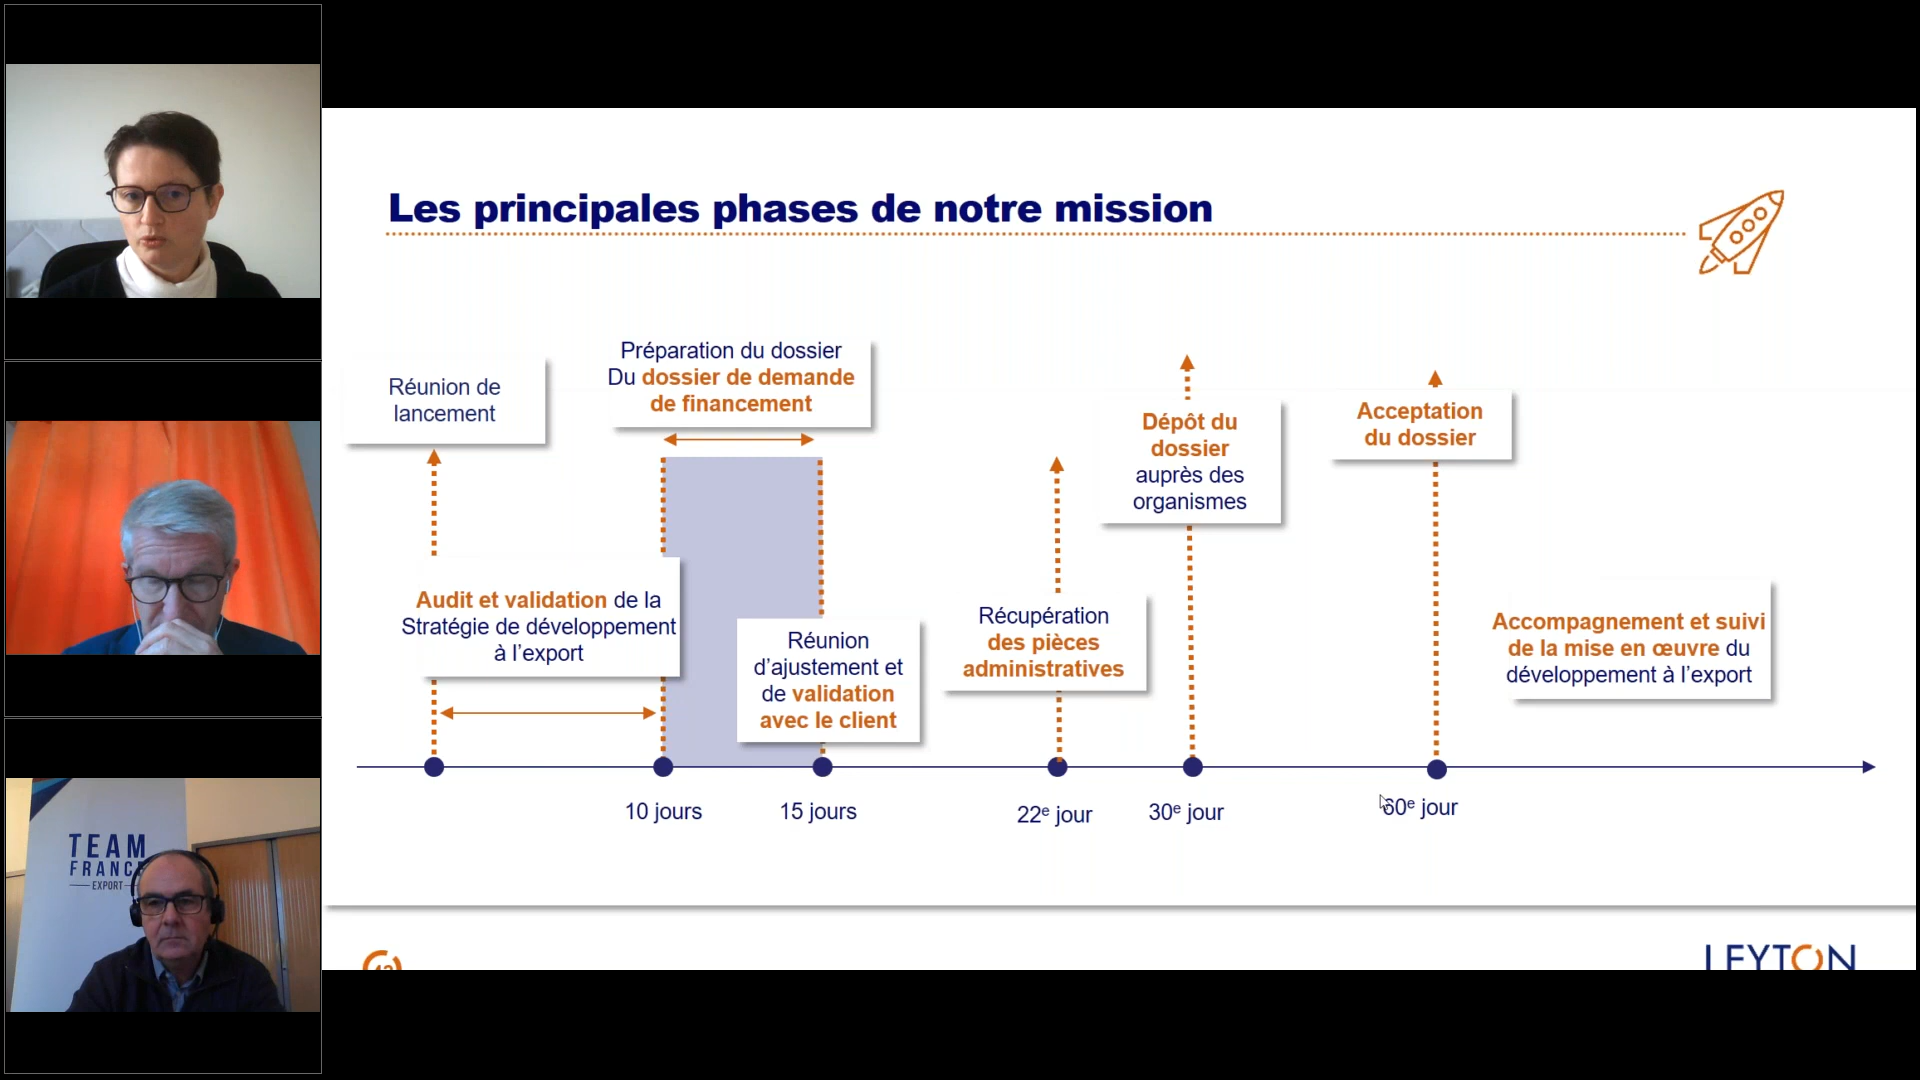 Les principales phases de notre mission
Réunion de
lancement
Préparation du dossier
Du dossier de demande
de financement
Dépôt du
dossier
auprès des
organismes
Acceptation
du dossier
Audit et validation de la
Stratégie de développement
à l’export
Réunion
d’ajustement et
de validation
avec le client
Récupération
des pièces
administratives
Accompagnement et suivi
de la mise en œuvre du
développement à l’export
10 jours
15 jours
22e jour
30e jour
60e jour
TEAM
FRANCE
EXPORT
LEYTON